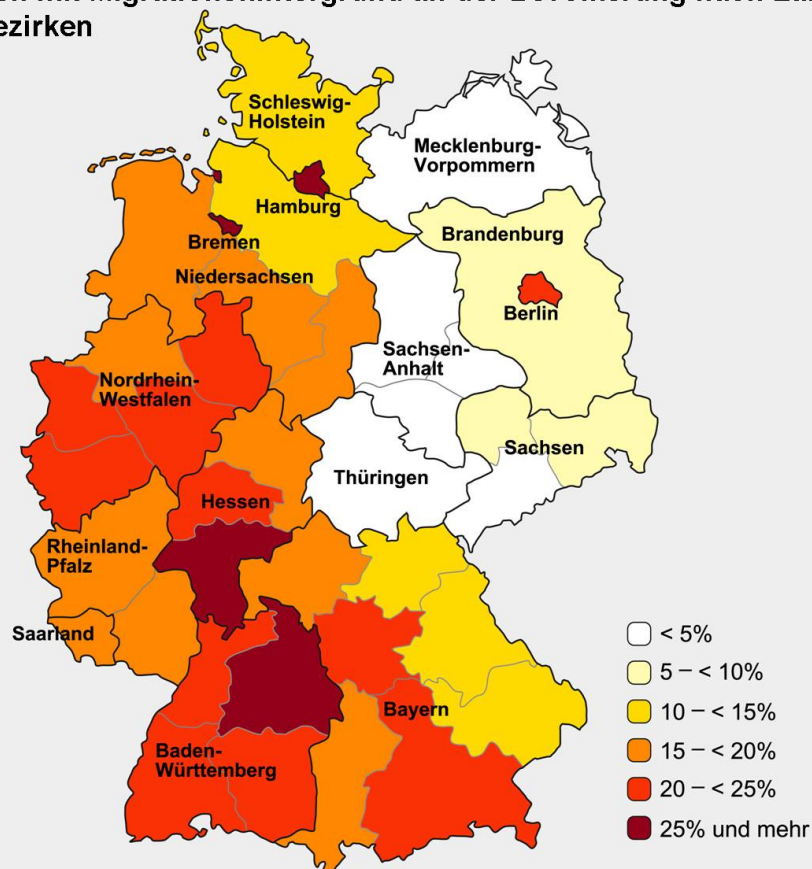 ezirken
Schleswig-
Holstein
Mecklenburg-
Vorpommern
Hamburg
Brandenburg
Bremen
Niedersachsen
Berlin
Sachsen-
Anhalt
Nordrhein-
Westfalen
Sachsen
Thüringen
Hessen
Rheinland-
Pfalz
Saarland
Bayern
Baden-
Württemberg
< 5%
5 – < 10%
10 – < 15%
15 – < 20%
20 – < 25%
25% und mehr